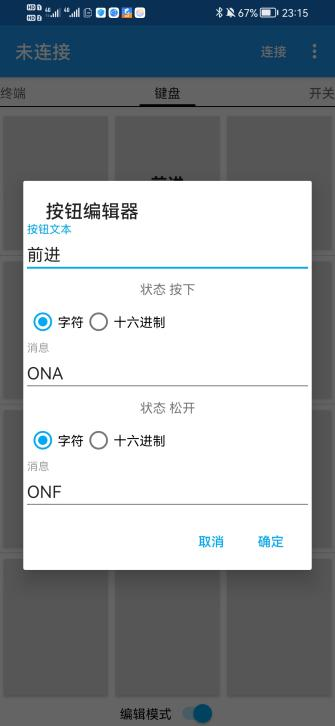 67%
23:15
未连接
连接
终端
键盘
开关
按钮编辑器
按钮文本
前进
状态 按下
字符
十六进制
消息
ONA
状态 松开
字符
十六进制
消息
ONF
取消
确定
编辑模式